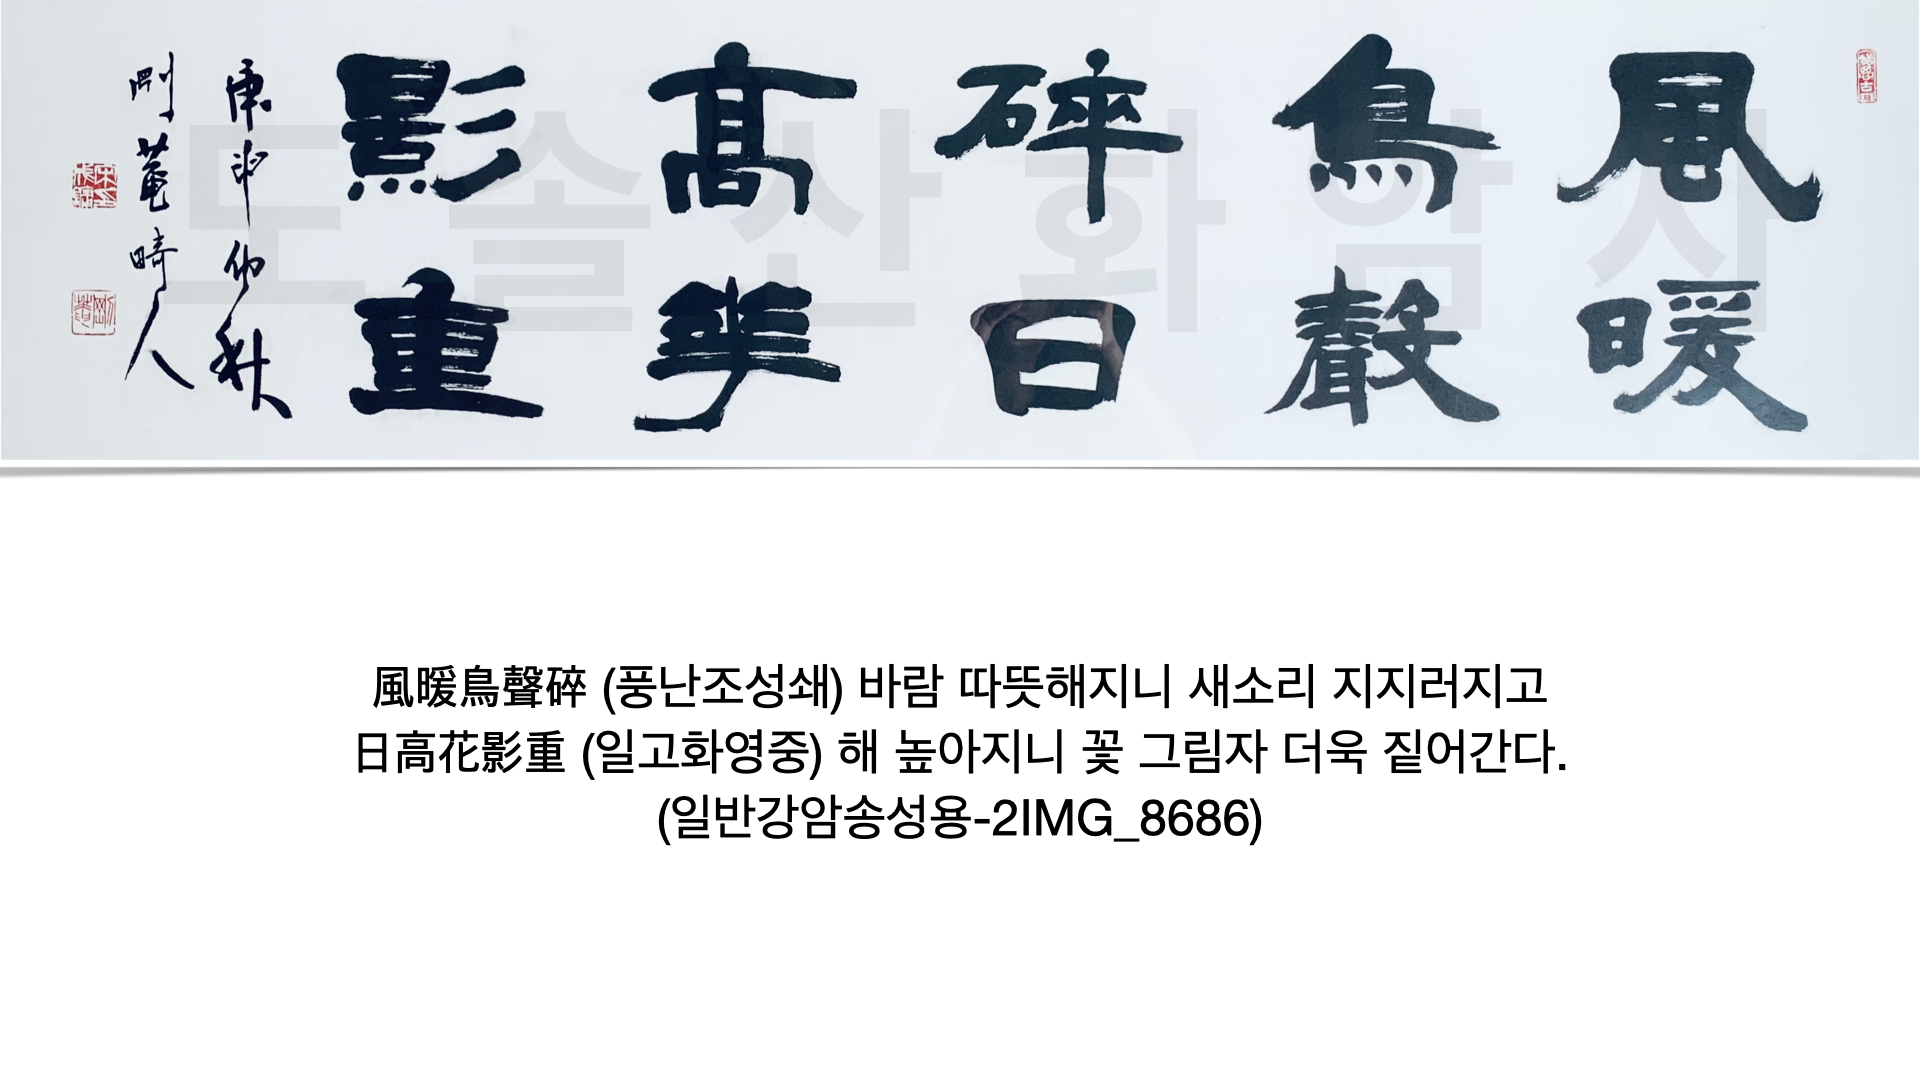 風暖
鳥聲
碎日
高華
影重
庚申仲秋
剛菴畸人
도솔산화암사
風暖鳥聲碎 (풍난조성쇄) 바람 따뜻해지니 새소리 지지러지고
日高花影重 (일고화영중) 해 높아지니 꽃 그림자 더욱 짙어간다.
(일반강암송성용-2IMG_8686)